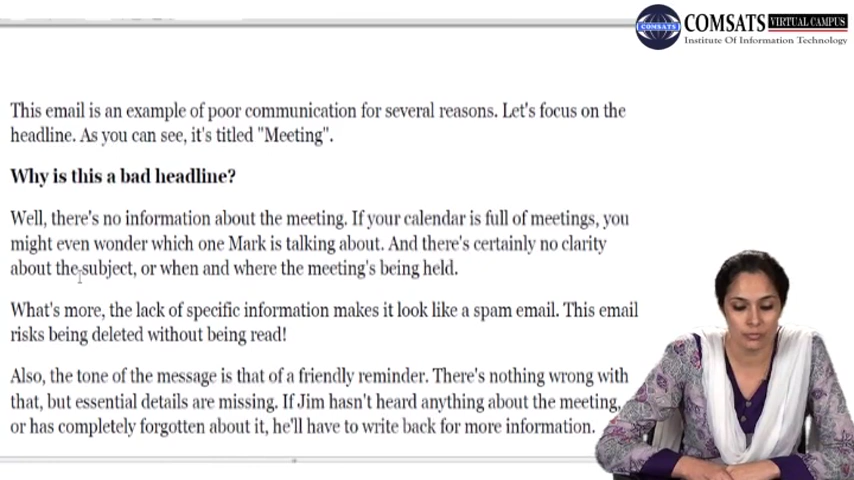 COMSATS
COMSATS VIRTUAL CAMPUS
Institute Of Information Technology
This email is an example of poor communication for several reasons. Let's focus on the
headline. As you can see, it's titled "Meeting".
Why is this a bad headline?
Well, there's no information about the meeting. If your calendar is full of meetings, you
might even wonder which one Mark is talking about. And there's certainly no clarity
about the subject, or when and where the meeting's being held.
What's more, the lack of specific information makes it look like a spam email. This email
risks being deleted without being read!
Also, the tone of the message is that of a friendly reminder. There's nothing wrong with
that, but essential details are missing. If Jim hasn't heard anything about the meeting,
or has completely forgotten about it, he'll have to write back for more information.